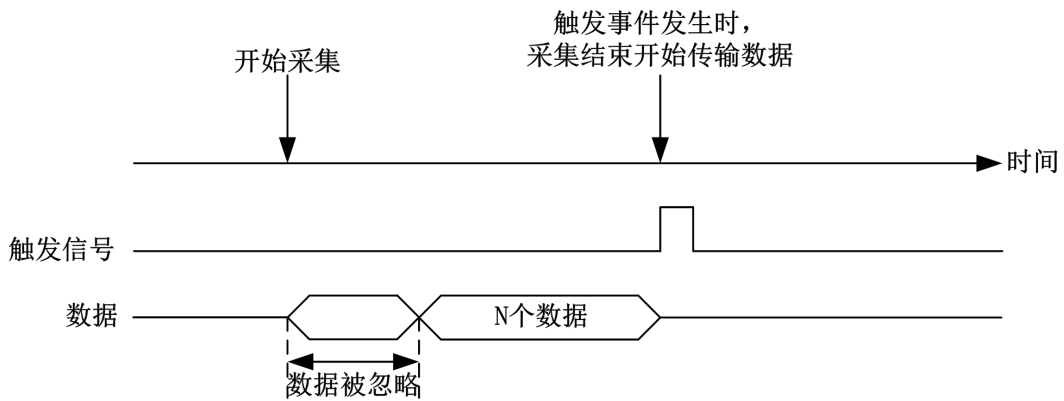 触发事件发生时，
开始采集
采集结束开始传输数据
时间
触发信号
数据
N个数据
数据被忽略